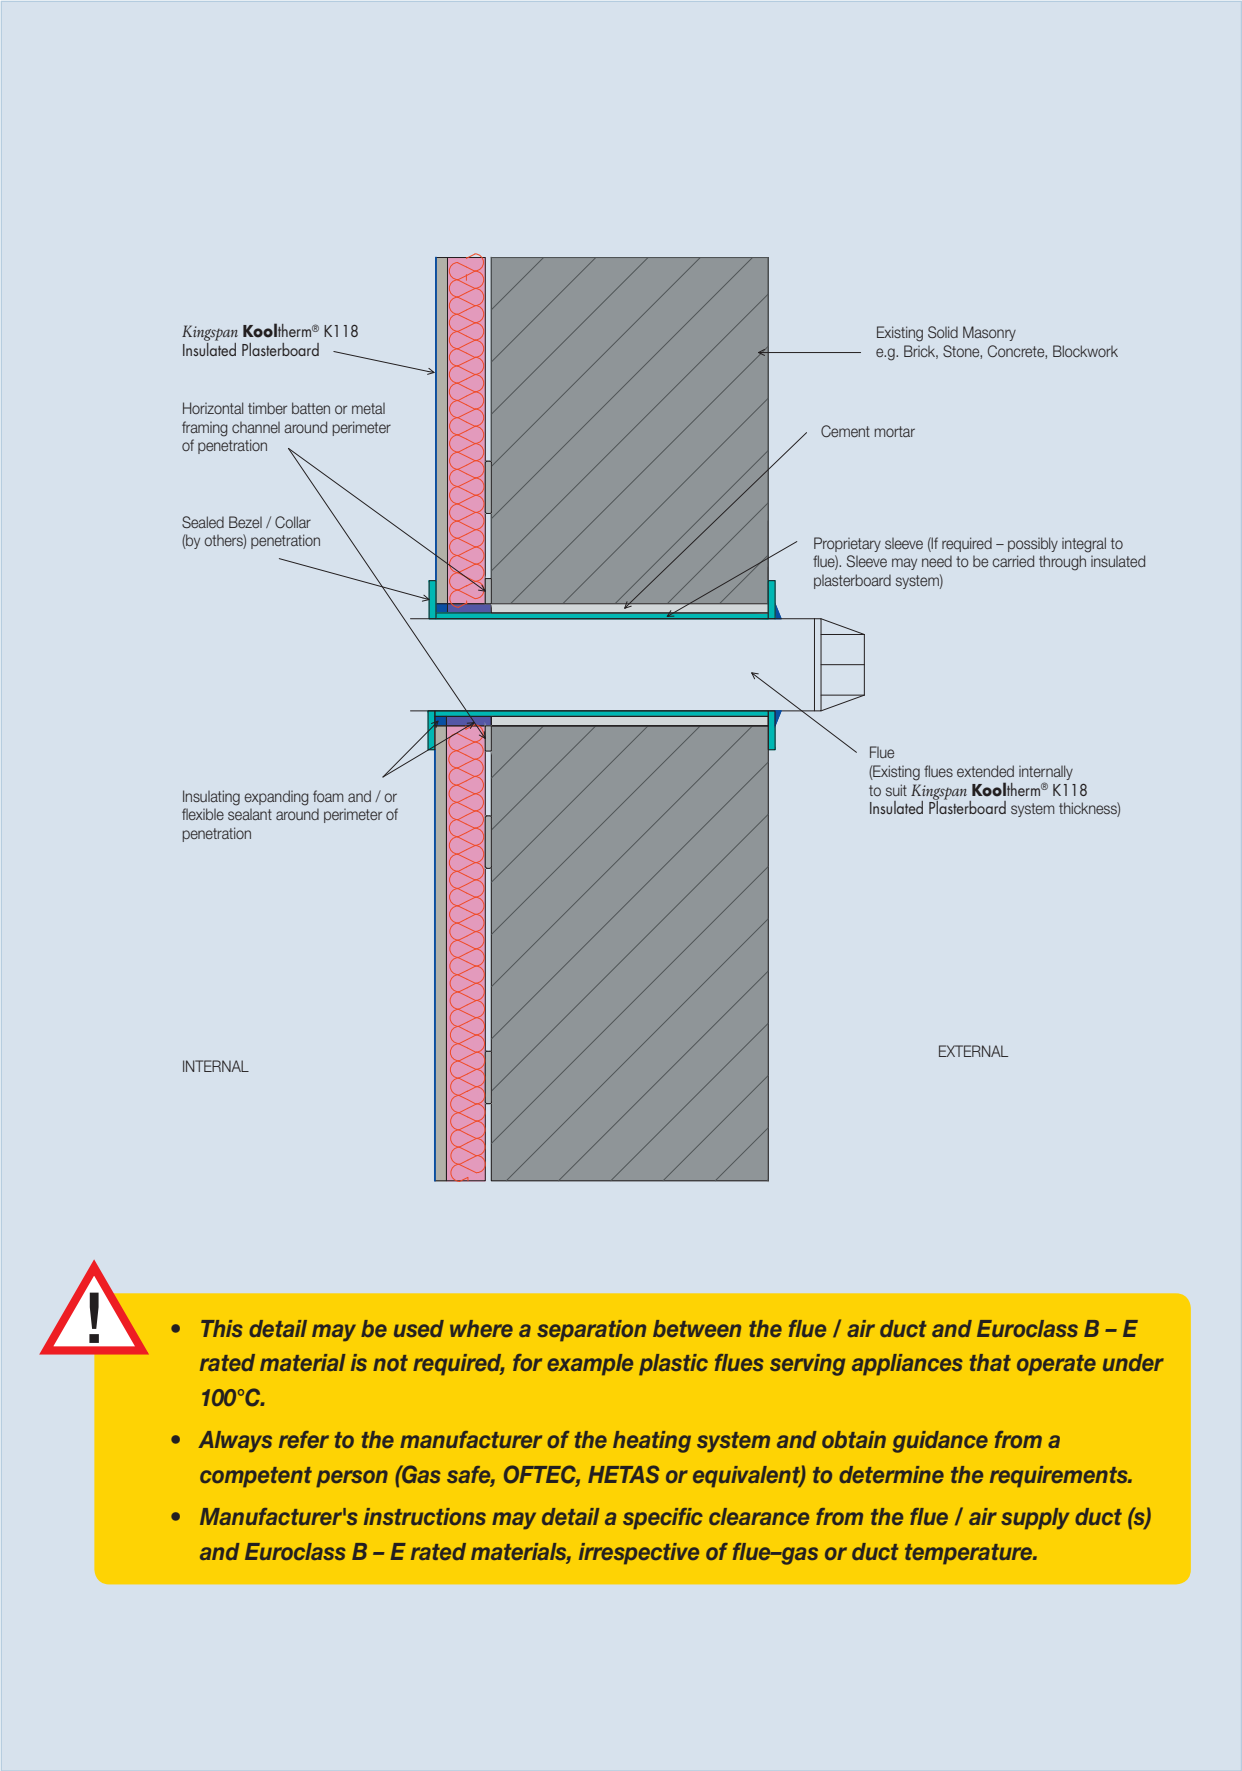 Kingspan Kooltherm® K118
Insulated Plasterboard
Horizontal timber batten or metal
framing channel around perimeter
of penetration
Sealed Bezel / Collar
(by others) penetration
Insulating expanding foam and / or
flexible sealant around perimeter of
penetration
INTERNAL
Existing Solid Masonry
e.g. Brick, Stone, Concrete, Blockwork
Cement mortar
Proprietary sleeve (If required – possibly integral to
flue). Sleeve may need to be carried through insulated
plasterboard system)
Flue
(Existing flues extended internally
to suit Kingspan Kooltherm® K118
Insulated Plasterboard system thickness)
EXTERNAL
!
• This detail may be used where a separation between the flue / air duct and Euroclass B – E
rated material is not required, for example plastic flues serving appliances that operate under
100°C.
• Always refer to the manufacturer of the heating system and obtain guidance from a
competent person (Gas safe, OFTEC, HETAS or equivalent) to determine the requirements.
• Manufacturer's instructions may detail a specific clearance from the flue / air supply duct (s)
and Euroclass B – E rated materials, irrespective of flue–gas or duct temperature.